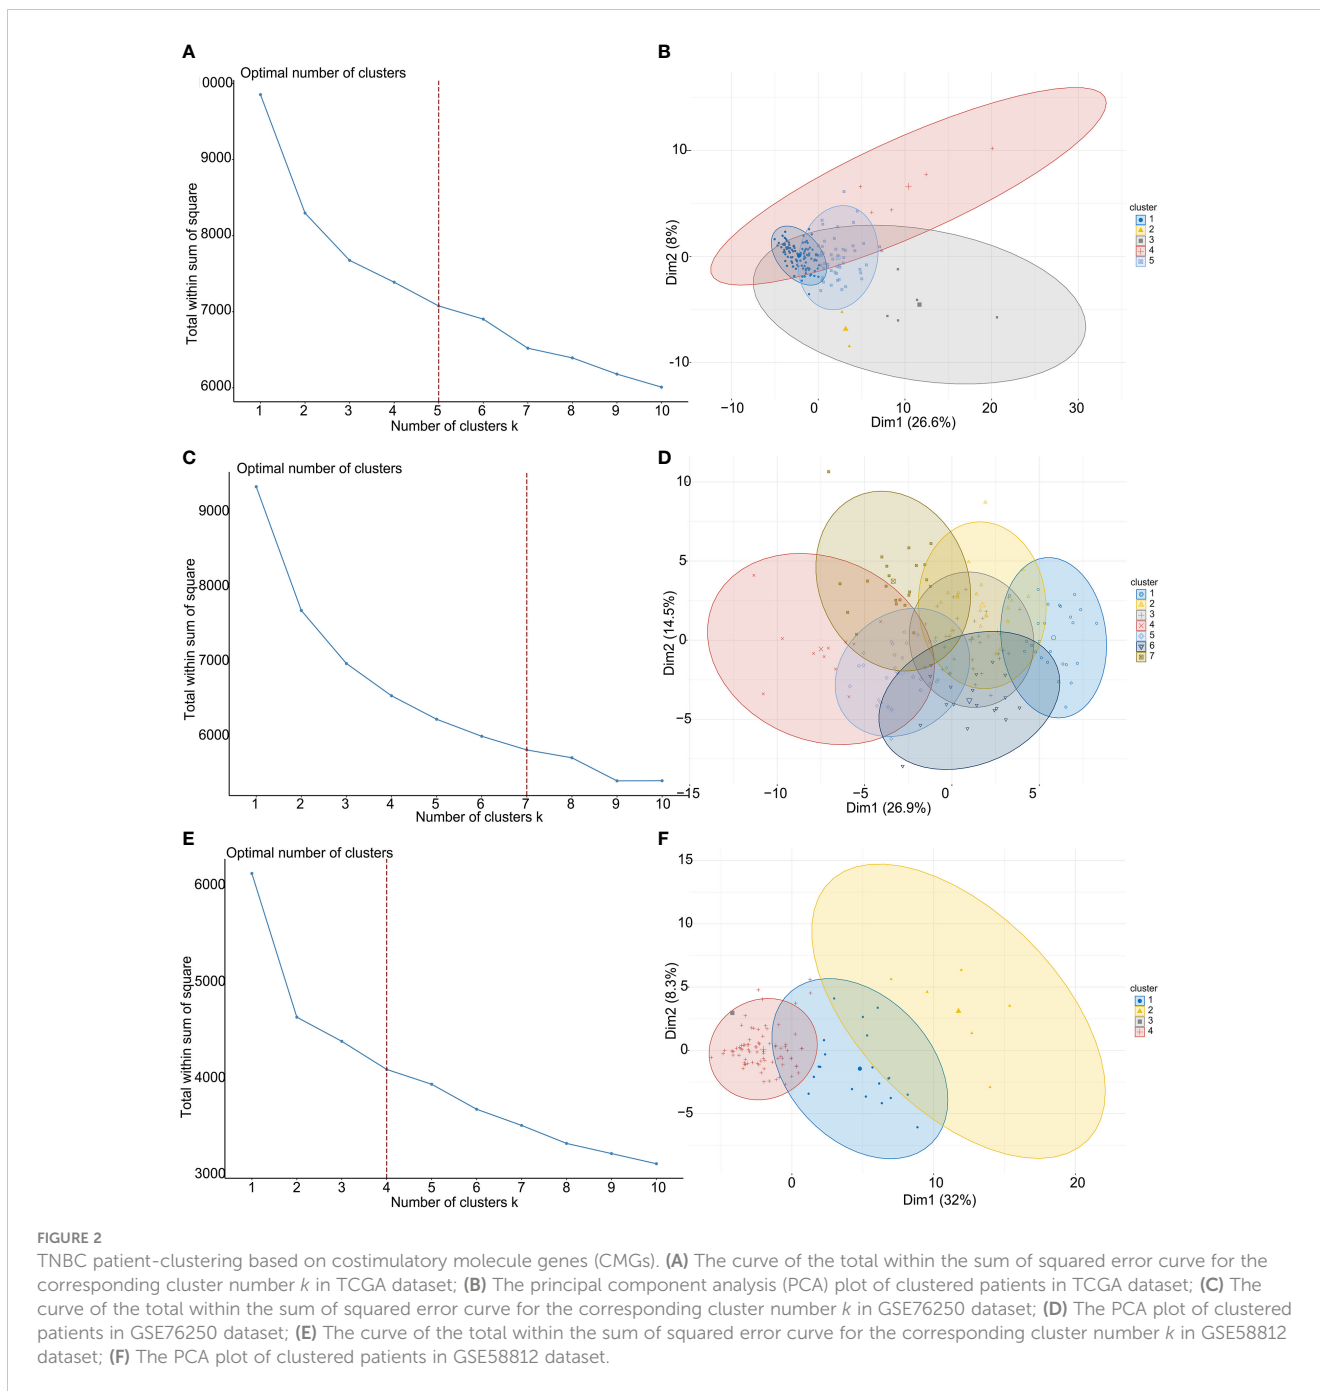 A
Optimal number of clusters
Total within sum of square
0000
9000
8000
7000
6000
1 2 3 4 5 6 7 8 9 10
Number of clusters k
B
Dim2 (8%)
10
0
-10
−10 0 10 20 30
Dim1 (26.6%)
cluster
1
2
3
4
5
C
Optimal number of clusters
Total within sum of square
9000
8000
7000
6000
1 2 3 4 5 6 7 8 9 10
Number of clusters k
D
Dim2 (14.5%)
10
5
0
−5
−15 −10 −5 0 5
Dim1 (26.9%)
cluster
1
2
3
4
5
6
7
E
Optimal number of clusters
Total within sum of square
6000
5000
4000
3000
1 2 3 4 5 6 7 8 9 10
Number of clusters k
F
Dim2 (8.3%)
15
10
5
0
−5
0 10 20
Dim1 (32%)
cluster
1
2
3
4
FIGURE 2
TNBC patient-clustering based on costimulatory molecule genes (CMGs). (A) The curve of the total within the sum of squared error curve for the
corresponding cluster number k in TCGA dataset; (B) The principal component analysis (PCA) plot of clustered patients in TCGA dataset; (C) The
curve of the total within the sum of squared error curve for the corresponding cluster number k in GSE76250 dataset; (D) The PCA plot of clustered
patients in GSE76250 dataset; (E) The curve of the total within the sum of squared error curve for the corresponding cluster number k in GSE58812
dataset; (F) The PCA plot of clustered patients in GSE58812 dataset.